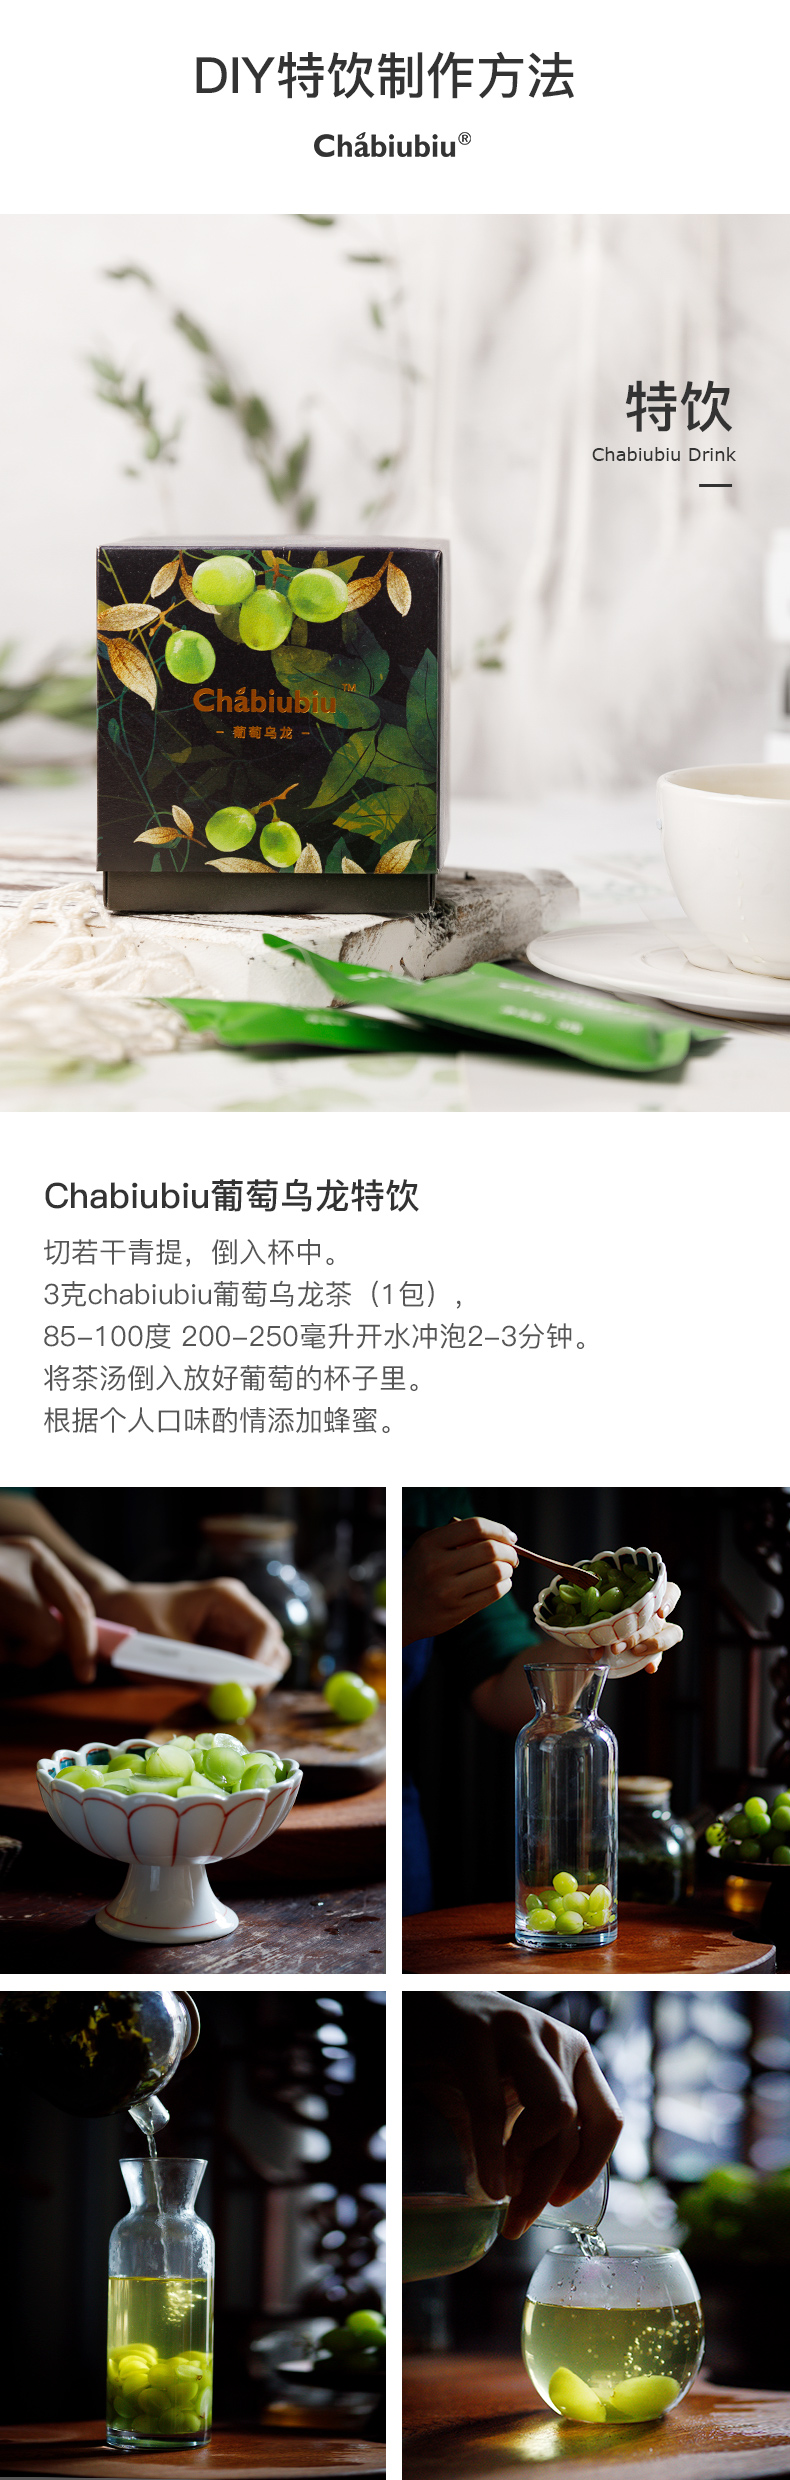 DIY特饮制作方法
Chabiubiu®
特饮
Chabiubiu Drink
Chabiubiu™
– 葡萄乌龙 –
Chabiubiu葡萄乌龙特饮
切若干青提，倒入杯中。
3克chabiubiu葡萄乌龙茶（1包），
85-100度 200-250毫升开水冲泡2-3分钟。
将茶汤倒入放好葡萄的杯子里。
根据个人口味酌情添加蜂蜜。